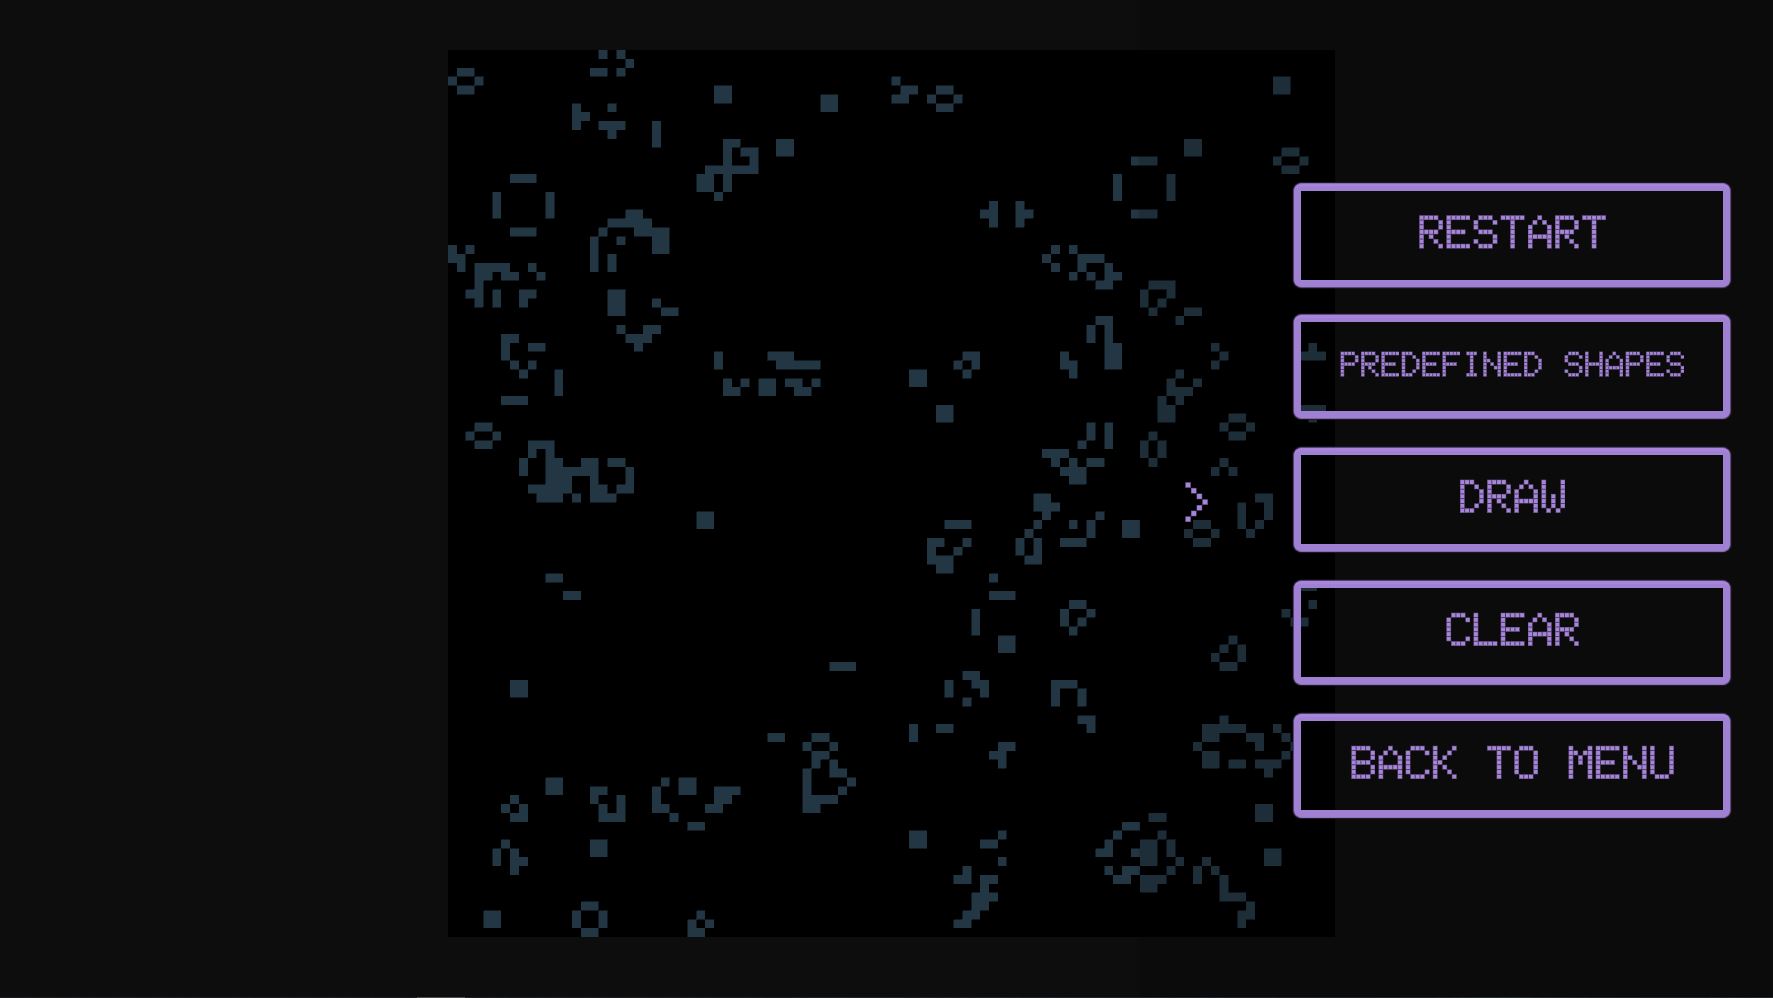 RESTART
PREDEFINED SHAPES
>
DRAW
CLEAR
BACK TO MENU